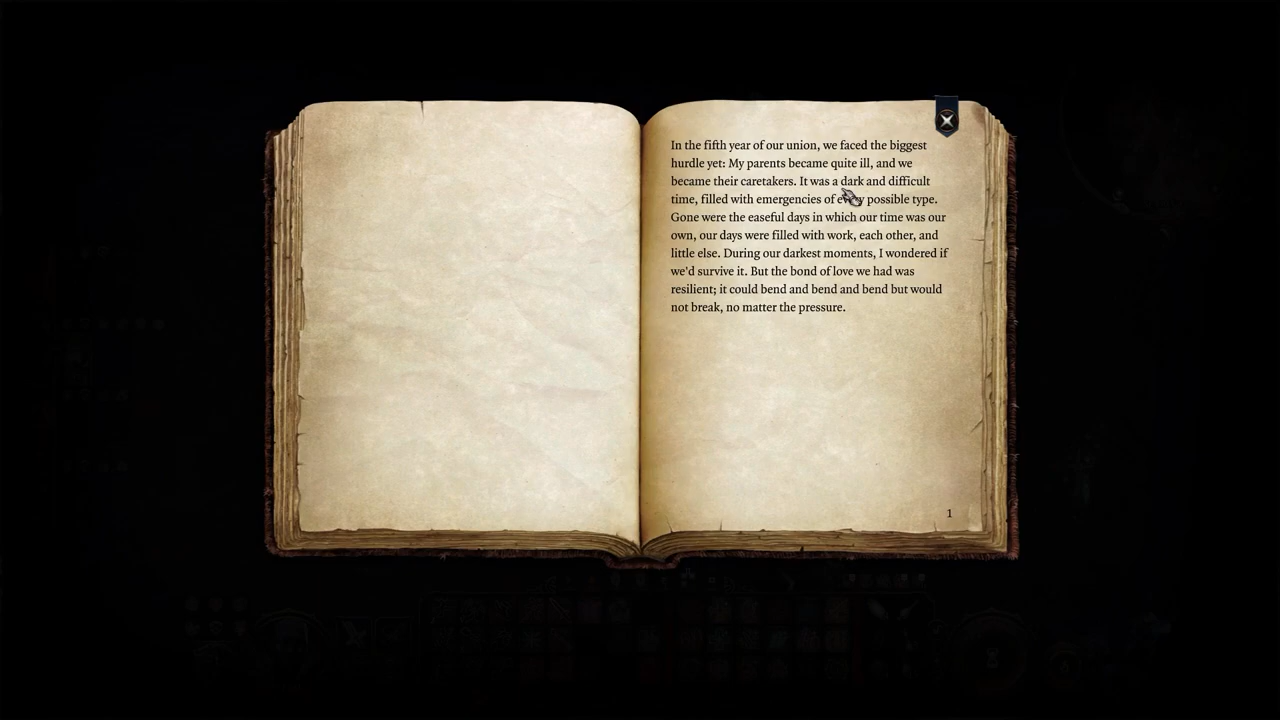 In the fifth year of our union, we faced the biggest
hurdle yet: My parents became quite ill, and we
became their caretakers. It was a dark and difficult
time, filled with emergencies of every possible type.
Gone were the easeful days in which our time was our
own, our days were filled with work, each other, and
little else. During our darkest moments, I wondered if
we'd survive it. But the bond of love we had was
resilient; it could bend and bend and bend but would
not break, no matter the pressure.
1